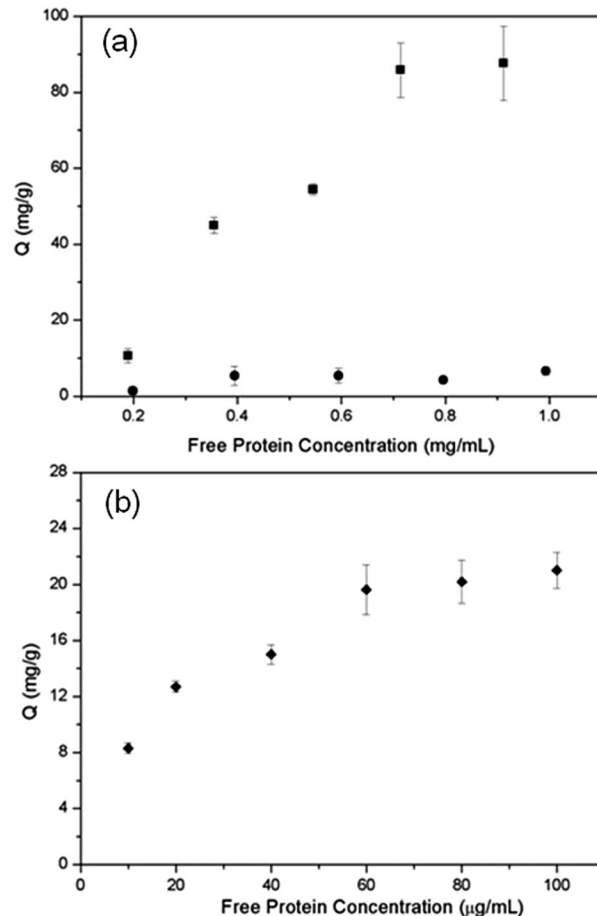 (a)
100
80
60
40
20
0
Q (mg/g)
0.2 0.4 0.6 0.8 1.0
Free Protein Concentration (mg/mL)
(b)
28
24
20
16
12
8
4
0
Q (mg/g)
0 20 40 60 80 100
Free Protein Concentration (μg/mL)